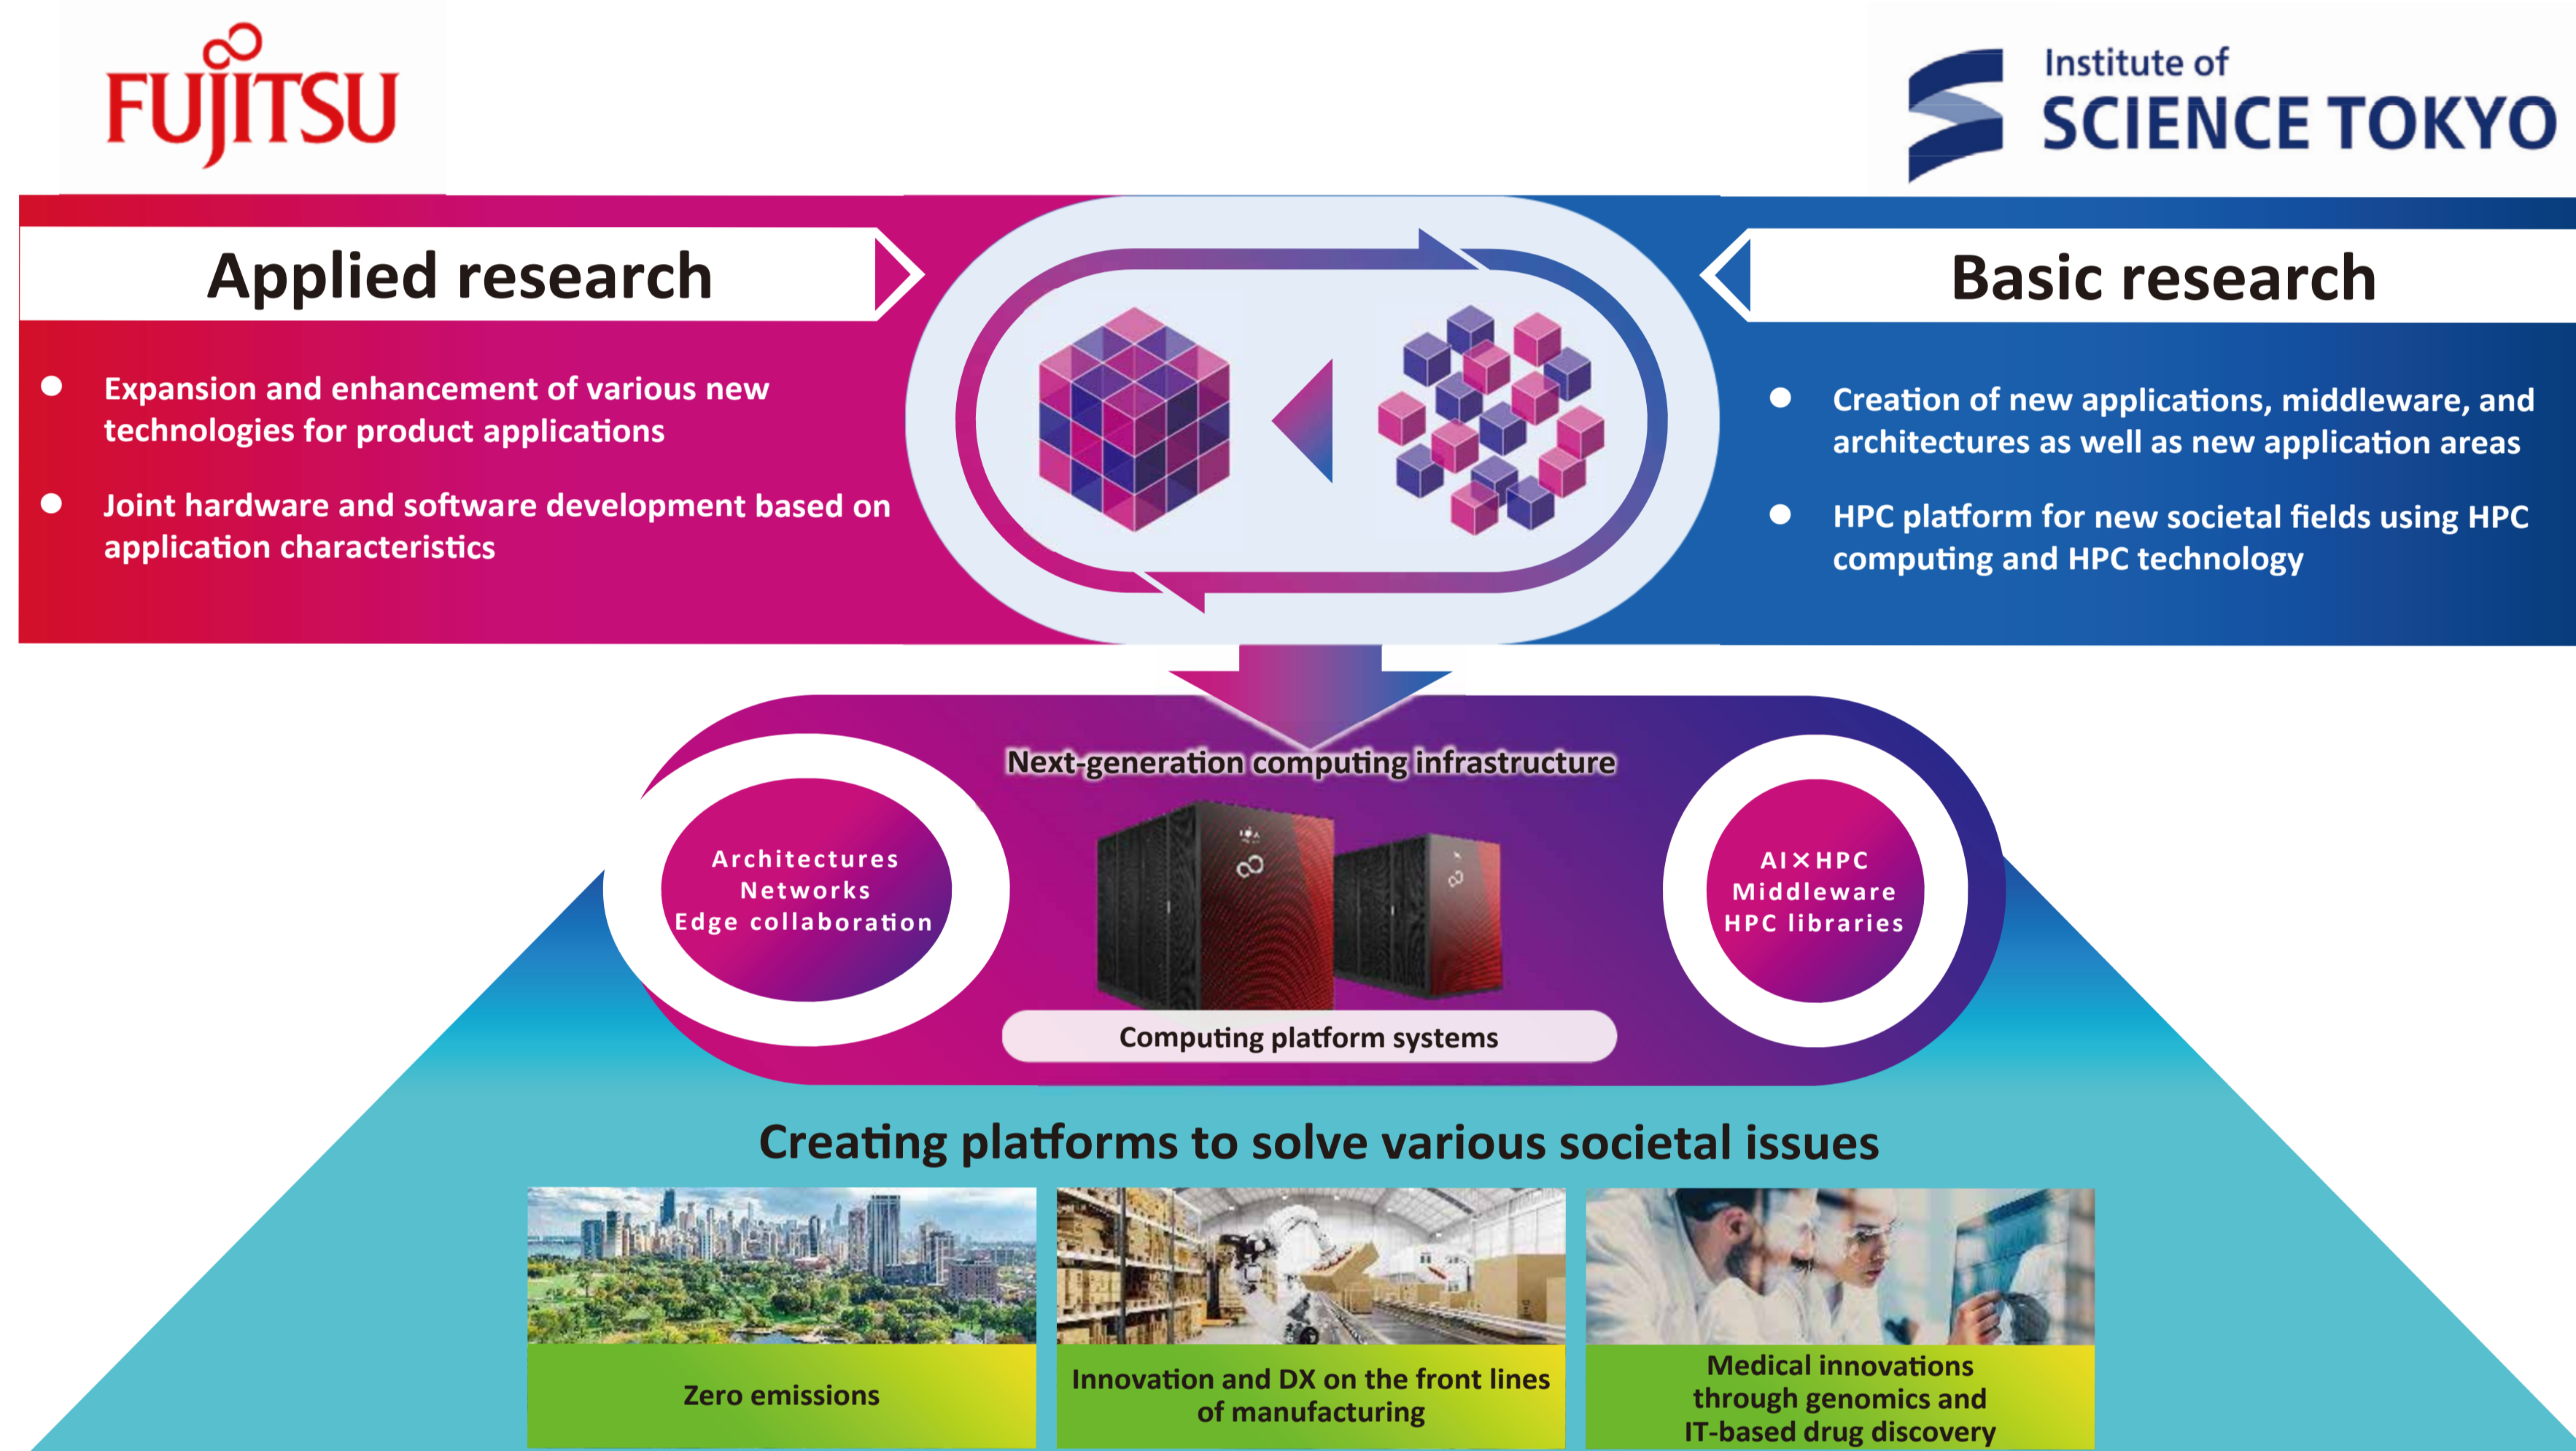 FUJITSU
Institute of
SCIENCE TOKYO
Applied research
Expansion and enhancement of various new
technologies for product applications
Joint hardware and software development based on
application characteristics
Basic research
Creation of new applications, middleware, and
architectures as well as new application areas
HPC platform for new societal fields using HPC
computing and HPC technology
Next-generation computing infrastructure
Architectures
Networks
Edge collaboration
AI×HPC
Middleware
HPC libraries
Computing platform systems
Creating platforms to solve various societal issues
Zero emissions
Innovation and DX on the front lines
of manufacturing
Medical innovations
through genomics and
IT-based drug discovery